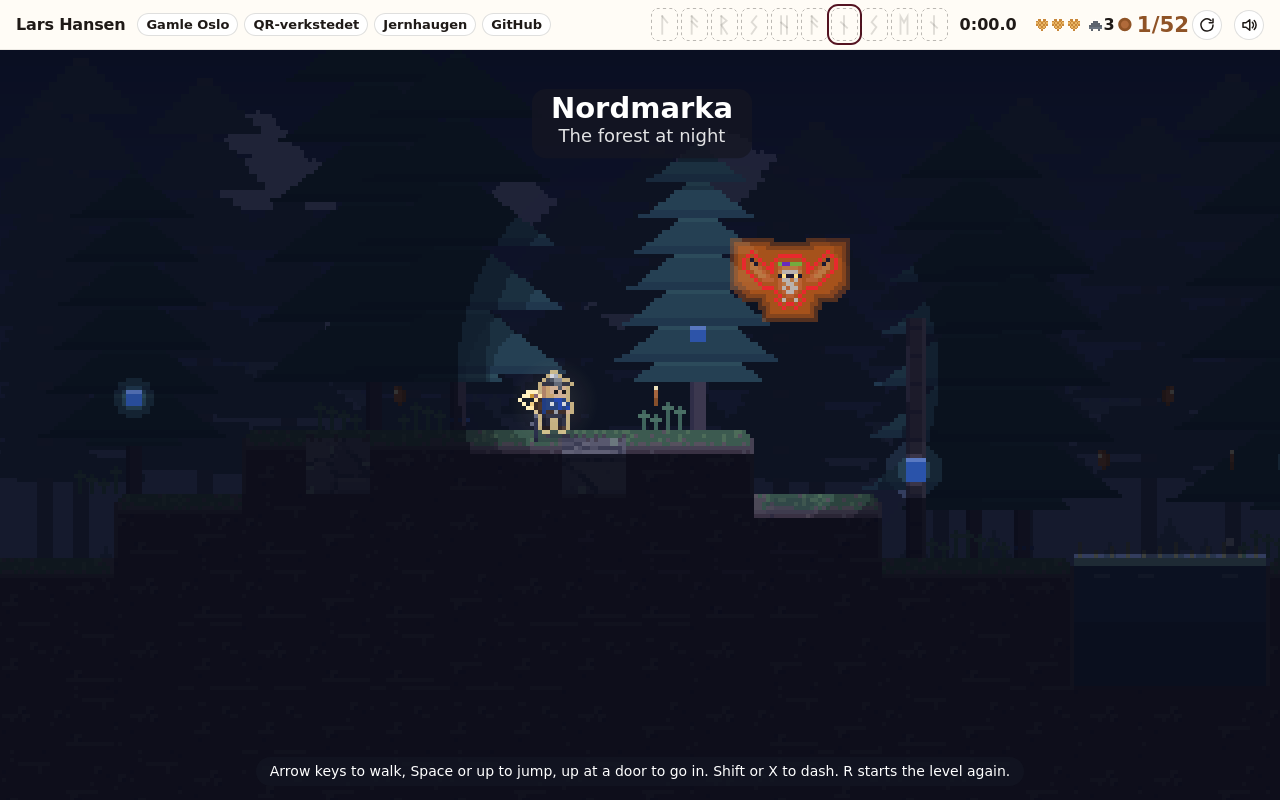 Lars Hansen Gamle Oslo QR-verkstedet Jernhaugen GitHub ᛚ ᚨ ᚱ ᛊ ᚺ ᚨ ᚾ ᛊ ᛖ ᚾ 0:00.0 3 1/52
Nordmarka
The forest at night
Arrow keys to walk, Space or up to jump, up at a door to go in. Shift or X to dash. R starts the level again.